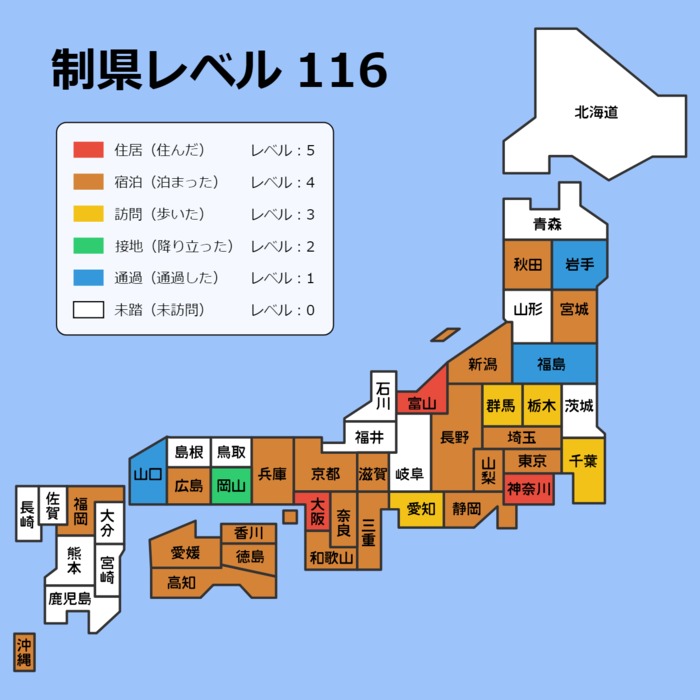 制県レベル 116
住居（住んだ） レベル：5
宿泊（泊まった） レベル：4
訪問（歩いた） レベル：3
接地（降り立った） レベル：2
通過（通過した） レベル：1
未踏（未訪問） レベル：0
北海道
青森
秋田
岩手
山形
宮城
新潟
福島
石川
富山
群馬
栃木
茨城
福井
長野
埼玉
島根
鳥取
岐阜
山口
兵庫
京都
滋賀
山梨
東京
千葉
広島
岡山
神奈川
長崎
佐賀
福岡
大分
大阪
奈良
三重
愛知
静岡
香川
愛媛
徳島
和歌山
熊本
宮崎
高知
鹿児島
沖縄